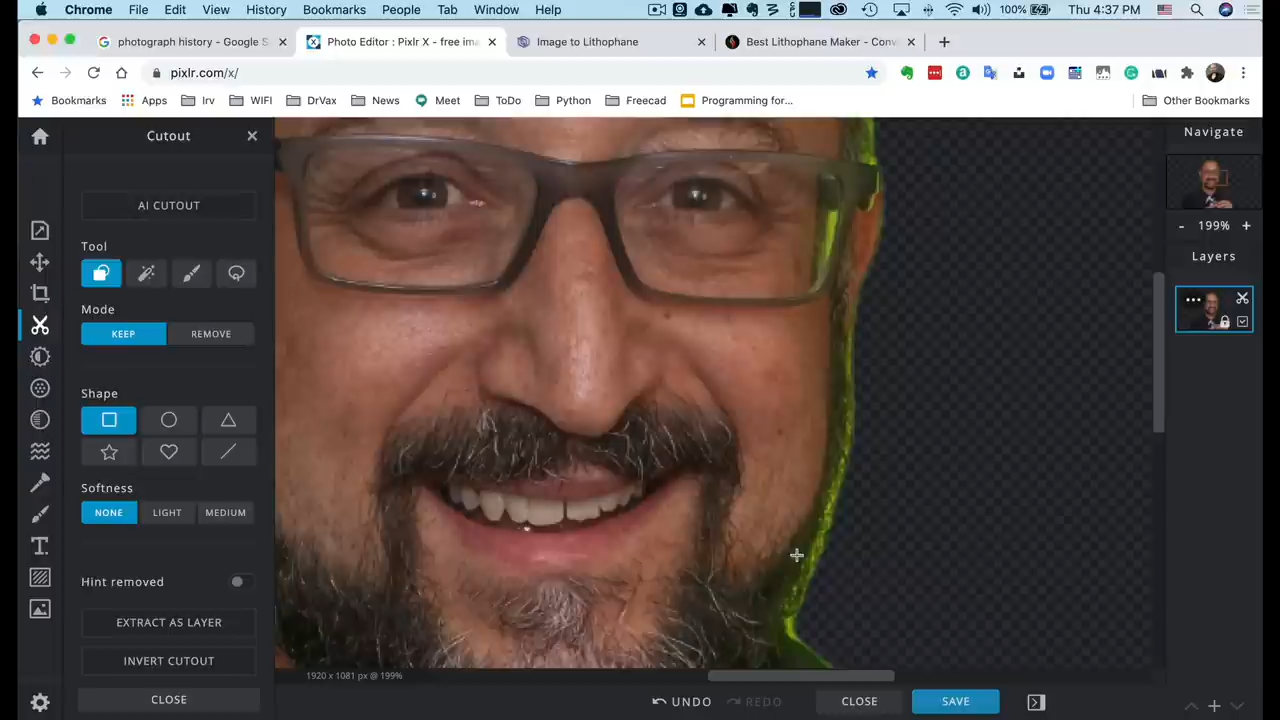 Chrome File Edit View History Bookmarks People Tab Window Help 100% Thu 4:37 PM
photograph history - Google S
Photo Editor : Pixlr X - free ima
Image to Lithophane
Best Lithophane Maker - Conv
pixlr.com/x/
Bookmarks Apps Irv WIFI DrVax News Meet ToDo Python Freecad Programming for... Other Bookmarks
Cutout
Navigate
AI CUTOUT
199%
Tool
Layers
Mode
KEEP REMOVE
Shape
Softness
NONE LIGHT MEDIUM
Hint removed
EXTRACT AS LAYER
INVERT CUTOUT
1920 x 1081 px @ 199%
CLOSE
UNDO REDO CLOSE SAVE